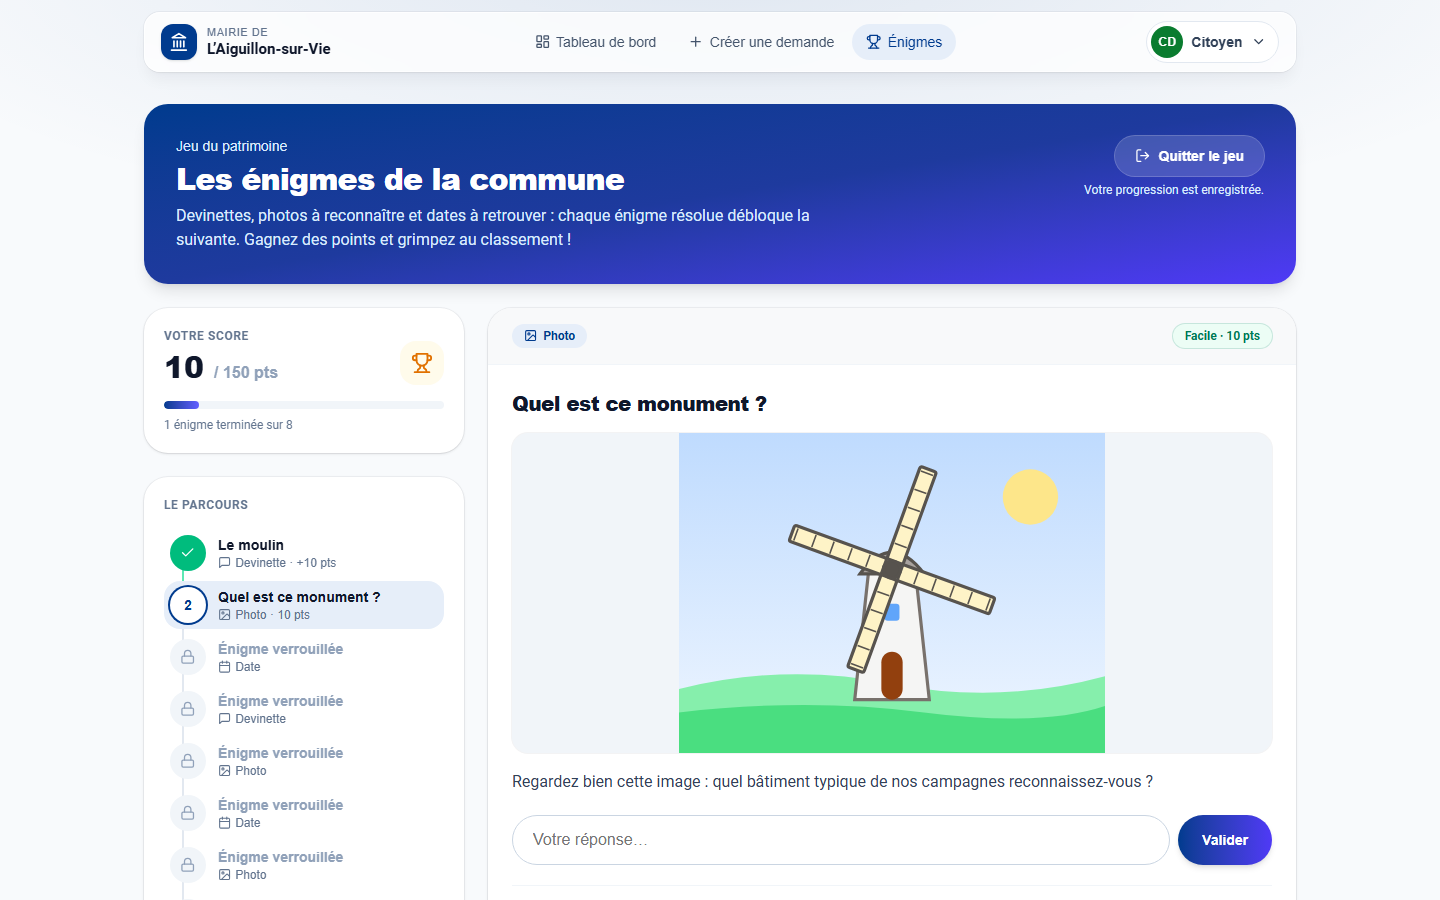 MAIRIE DE
L'Aiguillon-sur-Vie
Tableau de bord
Créer une demande
Énigmes
CD
Citoyen
Jeu du patrimoine
Les énigmes de la commune
Devinettes, photos à reconnaître et dates à retrouver : chaque énigme résolue débloque la
suivante. Gagnez des points et grimpez au classement !
Quitter le jeu
Votre progression est enregistrée.
VOTRE SCORE
10 / 150 pts
1 énigme terminée sur 8
LE PARCOURS
Le moulin
Devinette · +10 pts
2
Quel est ce monument ?
Photo · 10 pts
Énigme verrouillée
Date
Énigme verrouillée
Devinette
Énigme verrouillée
Photo
Énigme verrouillée
Date
Énigme verrouillée
Photo
Photo
Facile · 10 pts
Quel est ce monument ?
Regardez bien cette image : quel bâtiment typique de nos campagnes reconnaissez-vous ?
Votre réponse...
Valider